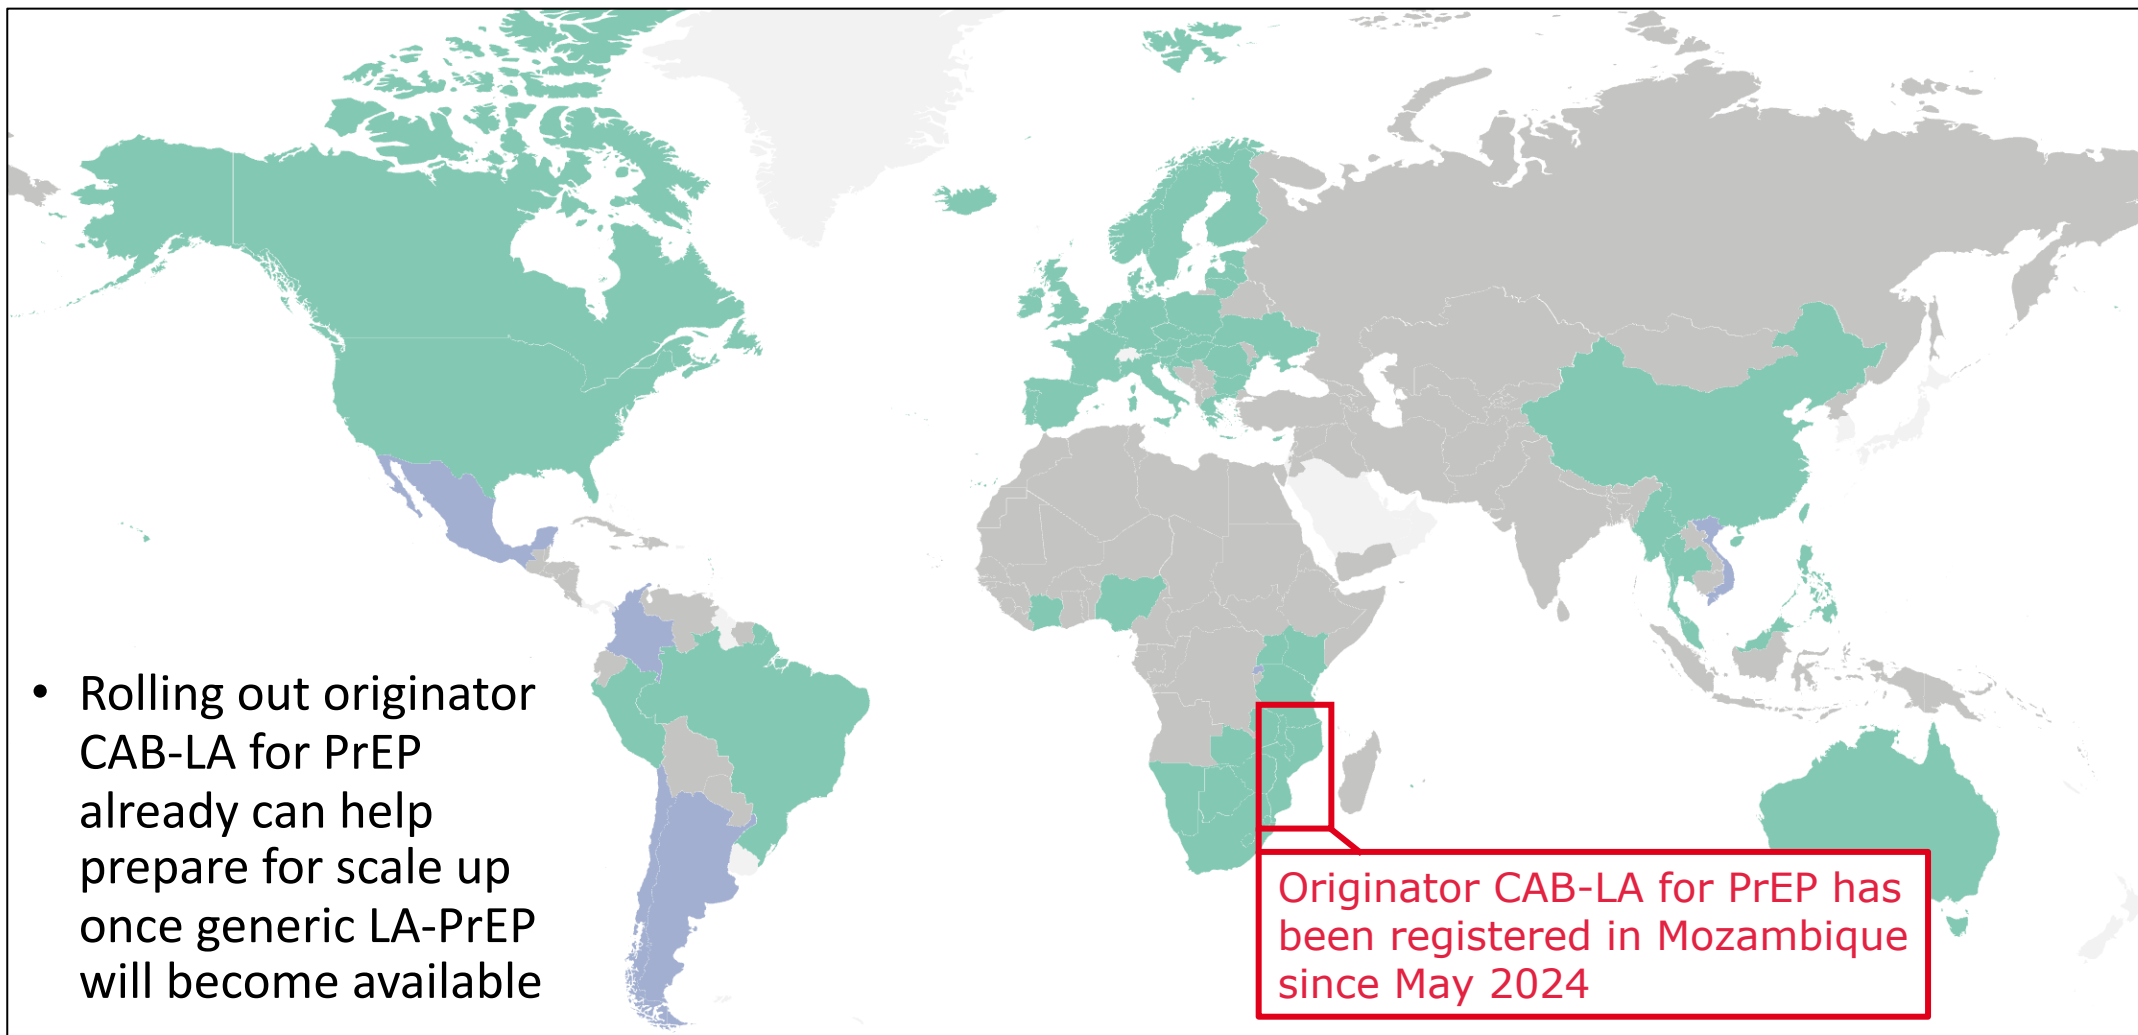 • Rolling out originator
CAB-LA for PrEP
already can help
prepare for scale up
once generic LA-PrEP
will become available
Originator CAB-LA for PrEP has
been registered in Mozambique
since May 2024